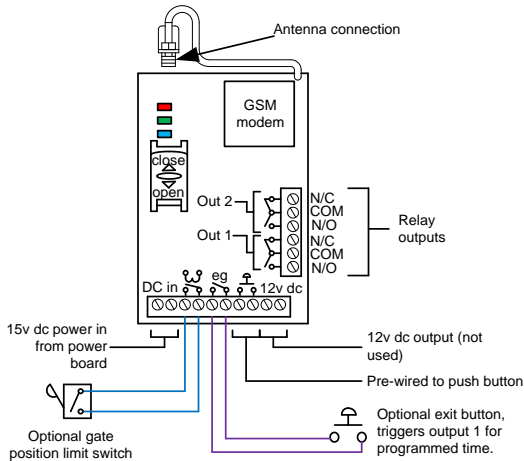 Antenna connection
GSM
modem
close
open
Out 2
N/C
COM
N/O
Out 1
N/C
COM
N/O
Relay
outputs
DC in
eg
12v dc
15v dc power in
from power
board
12v dc output (not
used)
Pre-wired to push button
Optional gate
position limit switch
Optional exit button,
triggers output 1 for
programmed time.